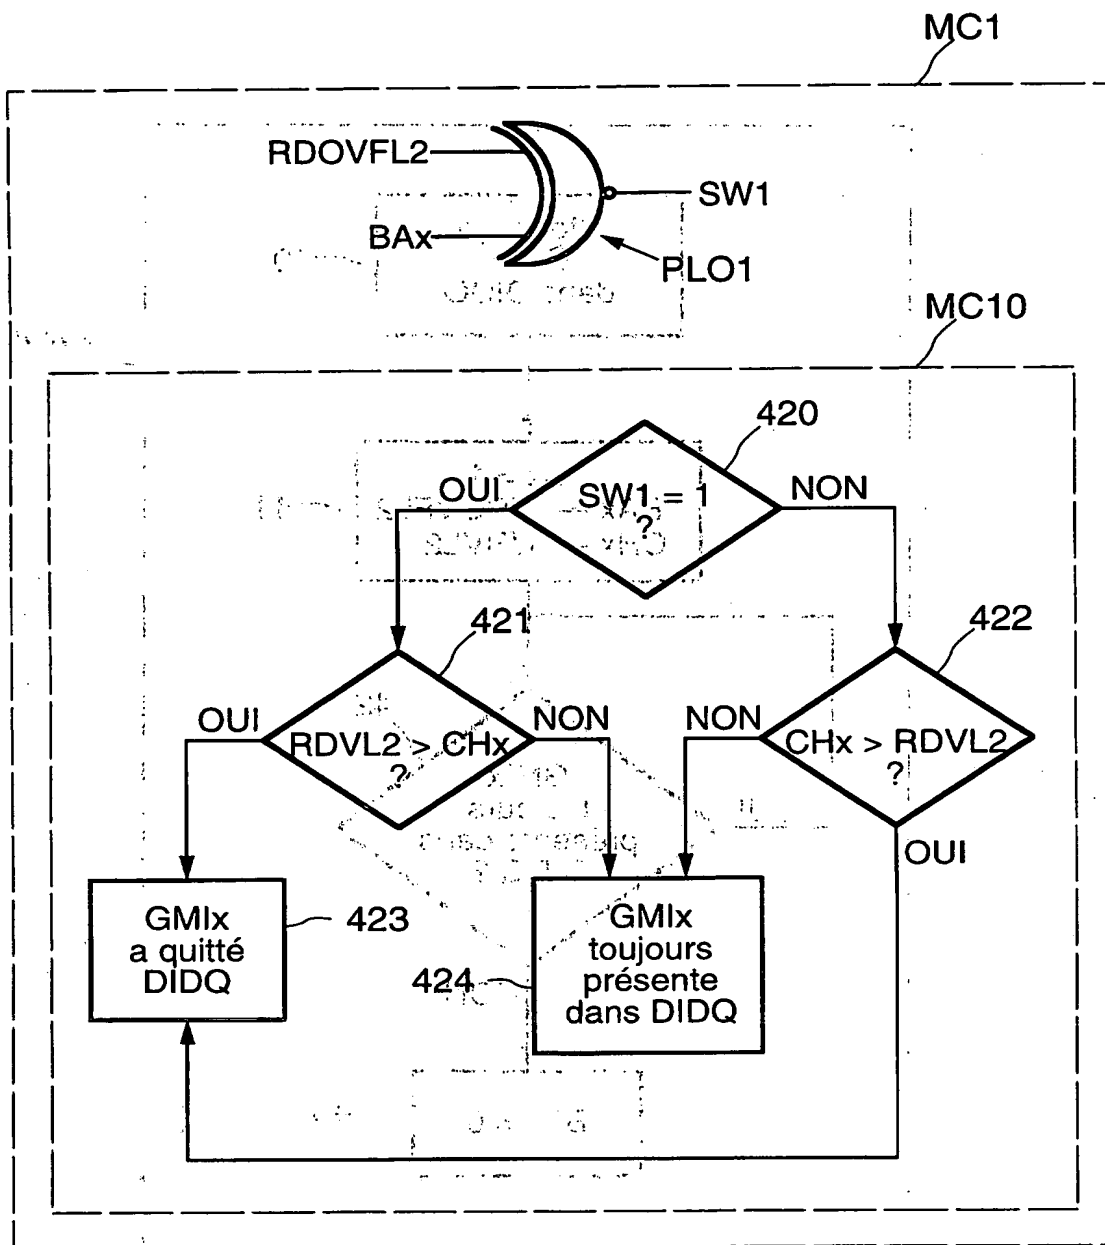 MC1
RDOVFL2
SW1
BAx
PLO1
MC10
420
OUI
SW1 = 1
?
NON
421
422
OUI
RDVL2 > CHx
?
NON
NON
CHx > RDVL2
?
OUI
GMIx
a quitté
DIDQ
423
GMIx
toujours
présente
dans DIDQ
424